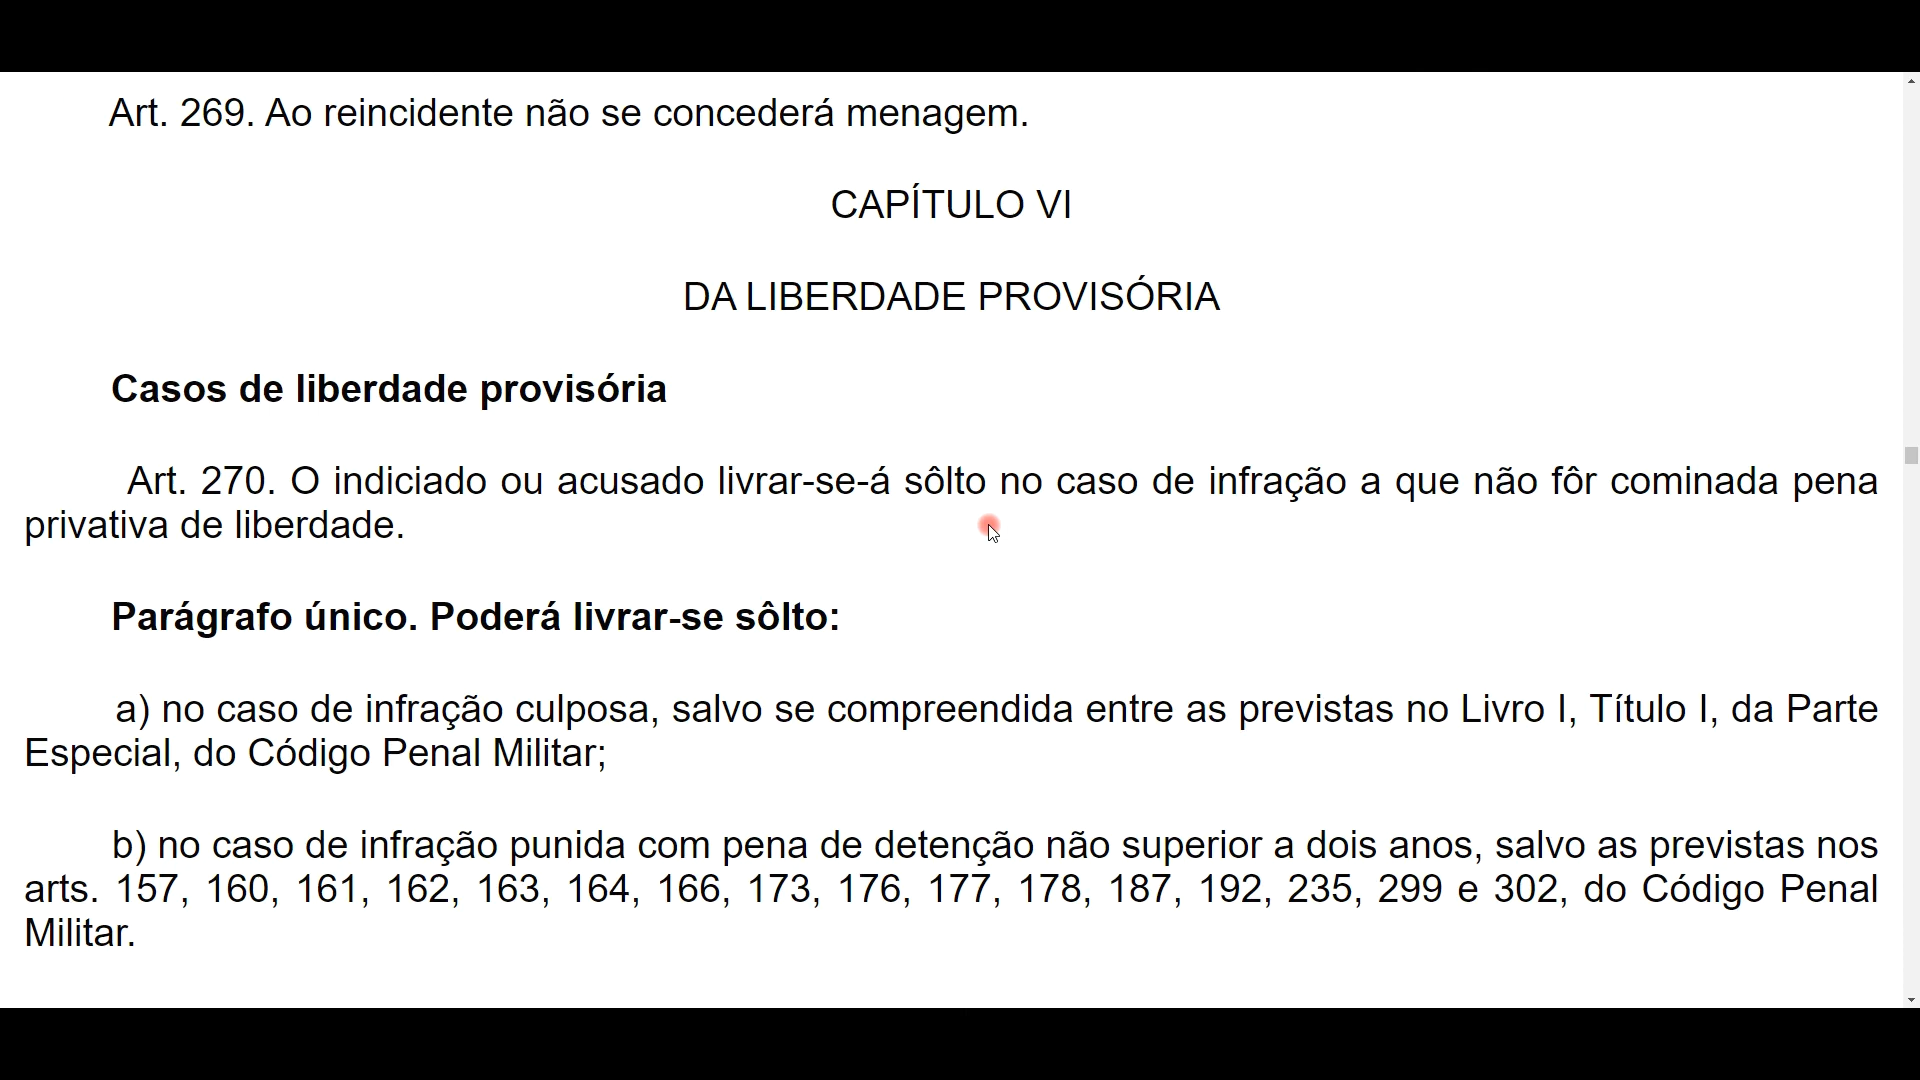 Art. 269. Ao reincidente não se concederá menagem.
CAPÍTULO VI
DA LIBERDADE PROVISÓRIA
Casos de liberdade provisória
Art. 270. O indiciado ou acusado livrar-se-á sôlto no caso de infração a que não fôr cominada pena
privativa de liberdade.
Parágrafo único. Poderá livrar-se sôlto:
a) no caso de infração culposa, salvo se compreendida entre as previstas no Livro I, Título I, da Parte
Especial, do Código Penal Militar;
b) no caso de infração punida com pena de detenção não superior a dois anos, salvo as previstas nos
arts. 157, 160, 161, 162, 163, 164, 166, 173, 176, 177, 178, 187, 192, 235, 299 e 302, do Código Penal
Militar.